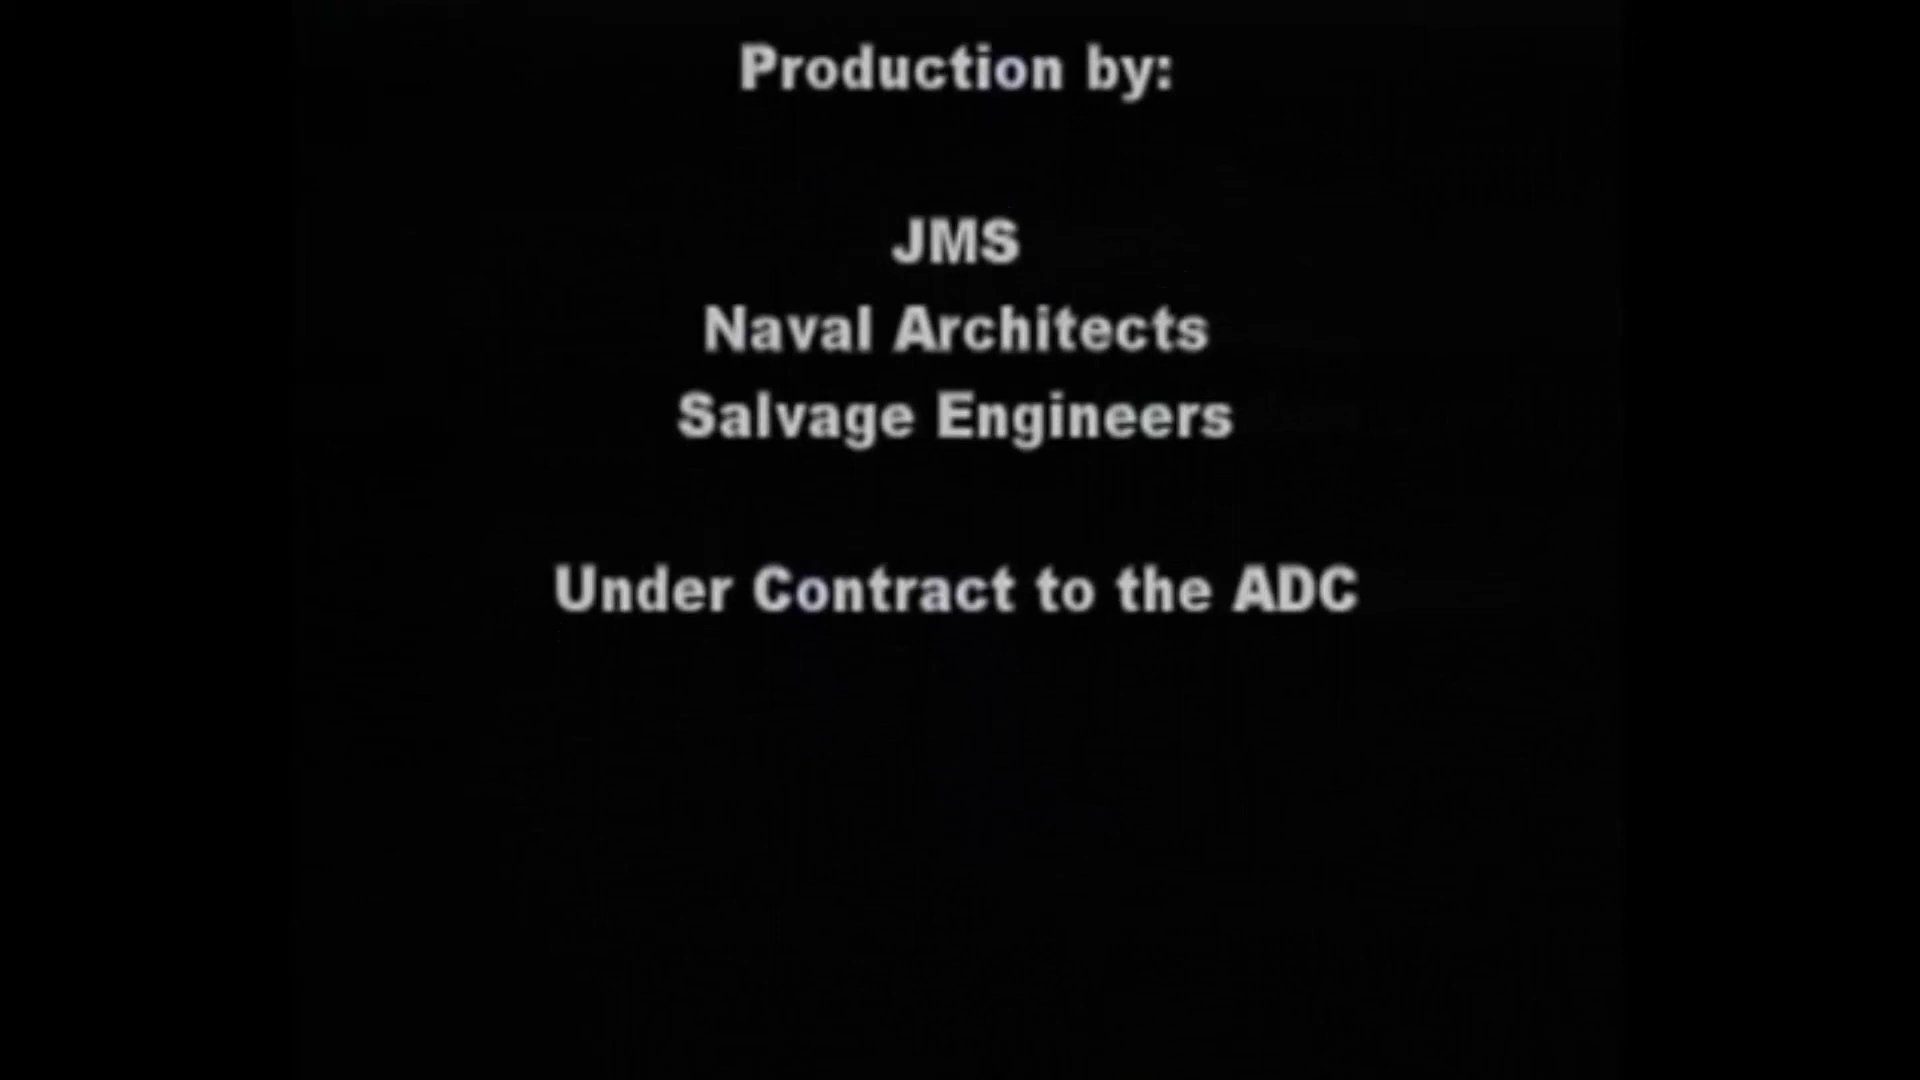 Production by:
JMS
Naval Architects
Salvage Engineers
Under Contract to the ADC